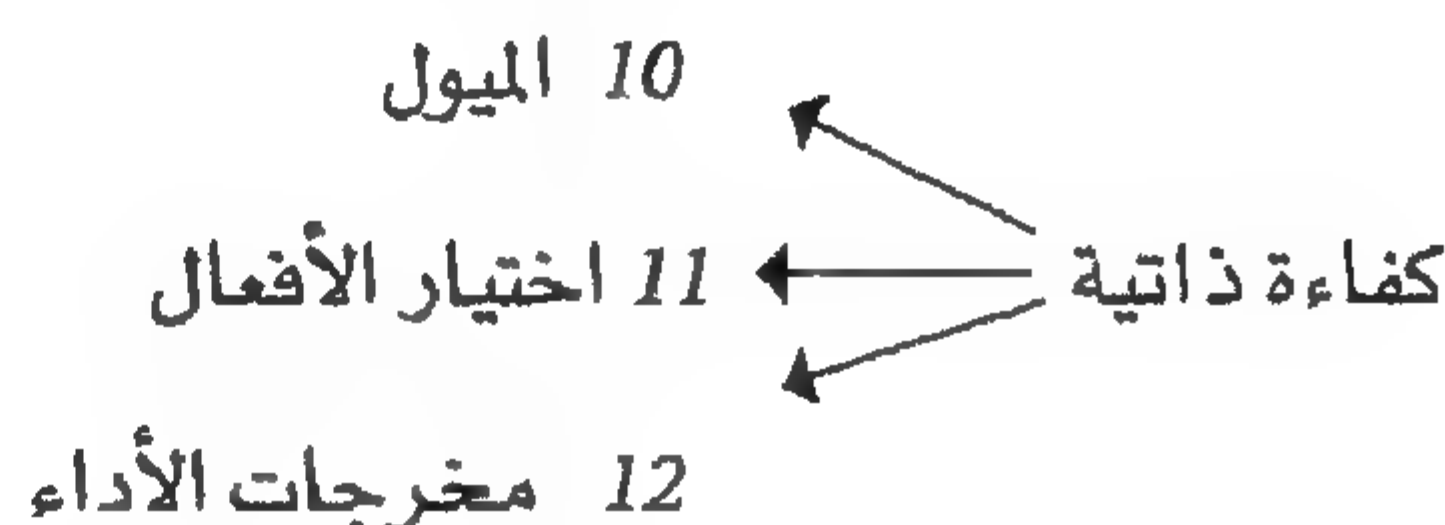 10 الميول
كفاءة ذاتية
11 اختيار الأفعال
12 مخرجات الأداء